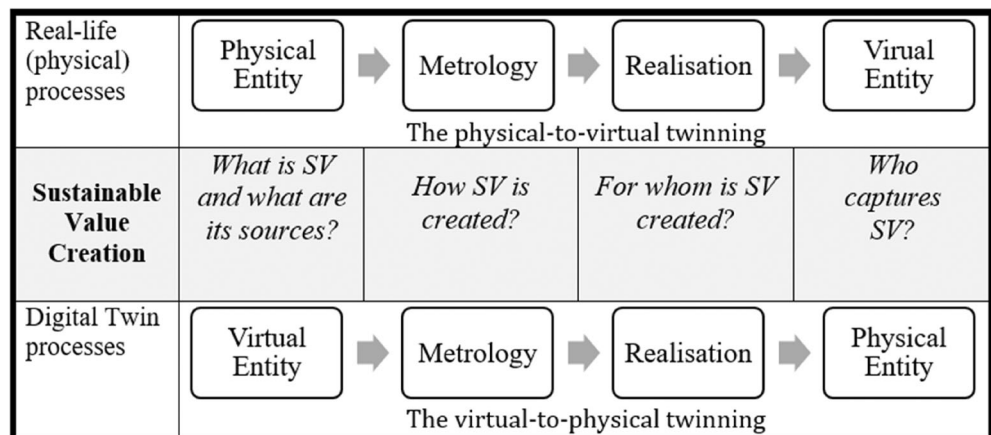 Real-life
(physical)
processes
Physical
Entity
Metrology
Realisation
Virual
Entity
The physical-to-virtual twinning
Sustainable
Value
Creation
What is SV
and what are
its sources?
How SV is
created?
For whom is SV
created?
Who
captures
SV?
Digital Twin
processes
Virtual
Entity
Metrology
Realisation
Physical
Entity
The virtual-to-physical twinning